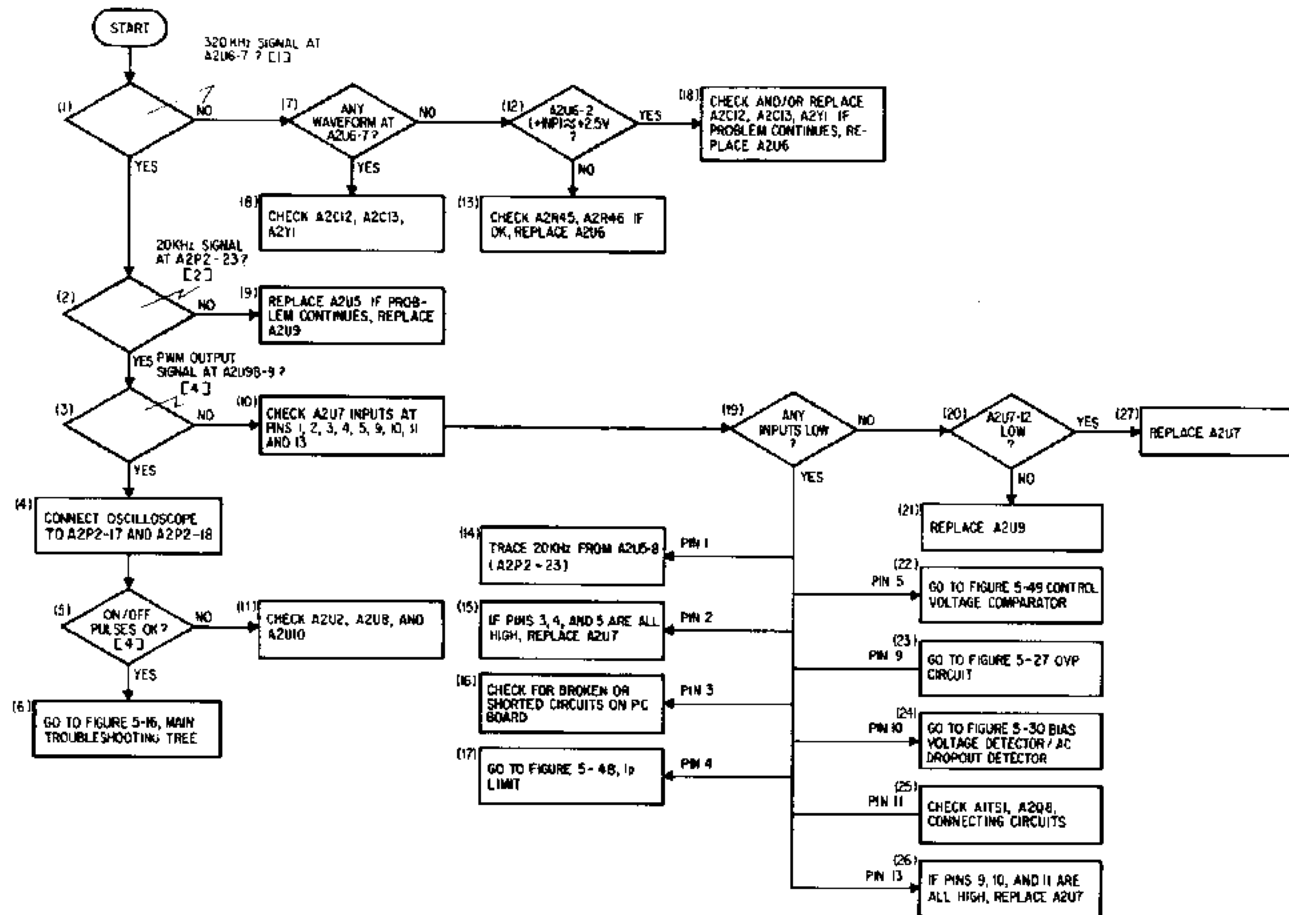 START
320 KHz SIGNAL AT
A2U6-7 ? [1]
(1)
NO
YES
(7)
ANY
WAVEFORM AT
A2U6-7?
NO
YES
(12)
A2U6-2
(+INP)≈+2.5V
?
YES
NO
(18)
CHECK AND/OR REPLACE
A2C12, A2C13, A2Y1 IF
PROBLEM CONTINUES, RE-
PLACE A2U6
(8)
CHECK A2C12, A2C13,
A2Y1
(13)
CHECK A2R45, A2R46 IF
OK, REPLACE A2U6
20KHz SIGNAL
AT A2P2-23?
[2]
(2)
NO
YES
(9)
REPLACE A2U5 IF PROB-
LEM CONTINUES, REPLACE
A2U9
PWM OUTPUT
SIGNAL AT A2U9B-9?
[4]
(3)
NO
YES
(10)
CHECK A2U7 INPUTS AT
PINS 1, 2, 3, 4, 5, 9, 10, 11
AND 13
(19)
ANY
INPUTS LOW
?
NO
YES
(20)
A2U7-12
LOW
?
YES
NO
(27)
REPLACE A2U7
(21)
REPLACE A2U9
(4)
CONNECT OSCILLOSCOPE
TO A2P2-17 AND A2P2-18
(5)
ON/OFF
PULSES OK?
[4]
NO
YES
(11)
CHECK A2U2, A2U8, AND
A2U10
(6)
GO TO FIGURE 5-16, MAIN
TROUBLESHOOTING TREE
(14)
TRACE 20KHz FROM A2U5-8
(A2P2-23)
PIN 1
(15)
IF PINS 3, 4, AND 5 ARE ALL
HIGH, REPLACE A2U7
PIN 2
(16)
CHECK FOR BROKEN OR
SHORTED CIRCUITS ON PC
BOARD
PIN 3
(17)
GO TO FIGURE 5-48, Ip
LIMIT
PIN 4
(22)
PIN 5
GO TO FIGURE 5-49 CONTROL
VOLTAGE COMPARATOR
(23)
PIN 9
GO TO FIGURE 5-27 OVP
CIRCUIT
(24)
PIN 10
GO TO FIGURE 5-30 BIAS
VOLTAGE DETECTOR/AC
DROPOUT DETECTOR
(25)
PIN 11
CHECK A1TS1, A2Q8,
CONNECTING CIRCUITS
(26)
PIN 13
IF PINS 9, 10, AND 11 ARE
ALL HIGH, REPLACE A2U7